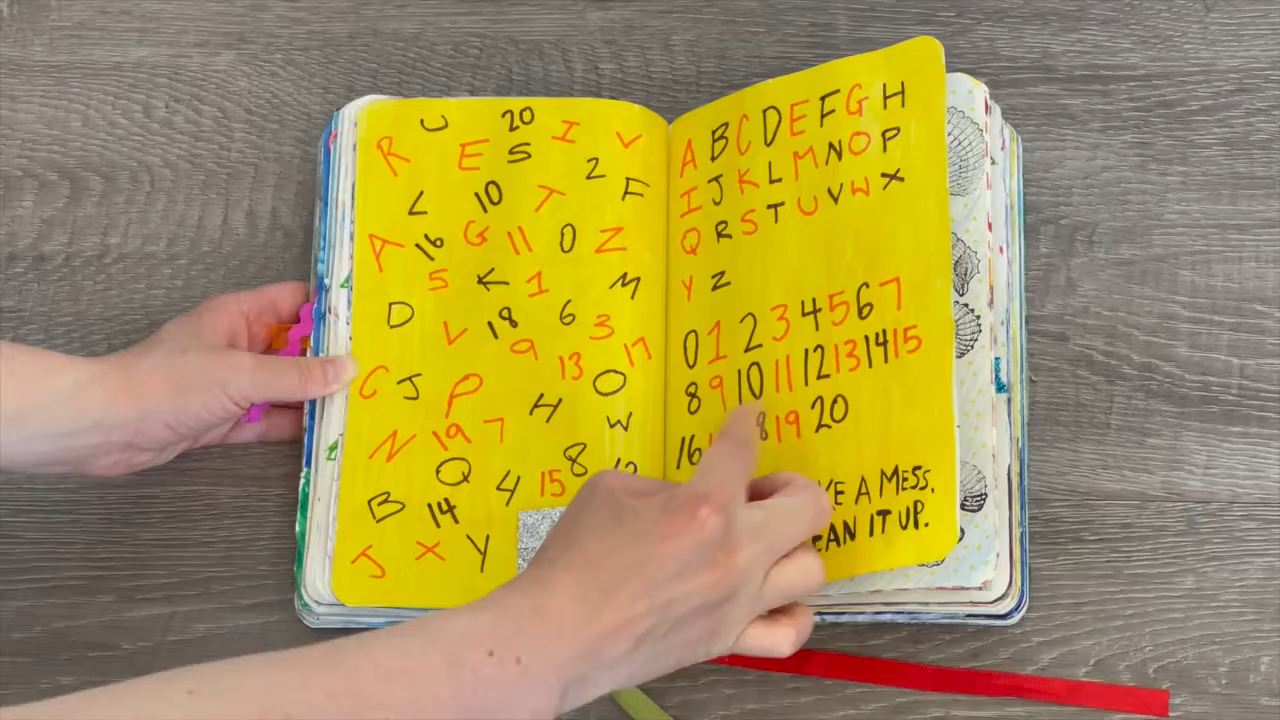 U 20 I V
R E S 2
L 10 T F
A 16 G 11 0 Z
5 K 1 M
D L 18 6 3
9 13 17
C J P H O
N 19 7 W
Q 4 15 8
B 14
J X Y
A B C D E F G H
I J K L M N O P
Q R S T U V W X
Y Z
0 1 2 3 4 5 6 7
8 9 10 11 12 13 14 15
16 19 20
A MESS.
IT UP.